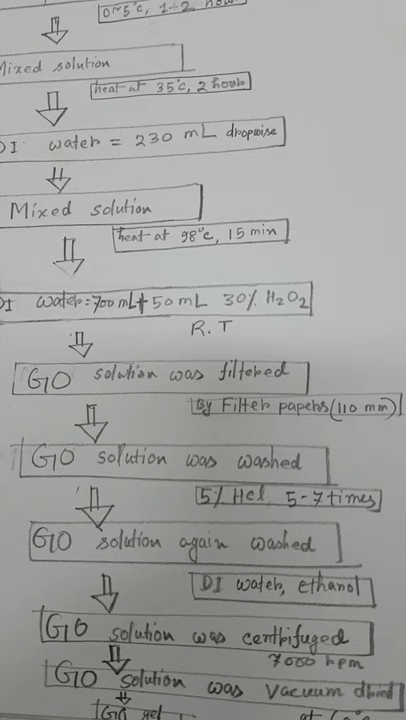 0~5°C, 1-2 hour
Mixed solution
heat at 35°C, 2 hours
DI water = 230 mL dropwise
Mixed solution
heat at 98°C, 15 min
DI water = 700 mL + 50 mL 30% H2O2
R.T
GO solution was filtered
By Filter papers (110 mm)
GO solution was washed
5% Hcl 5-7 times
GO solution again washed
DI water, ethanol
GO solution was centrifuged
7000 rpm
GO solution was vacuum dried
GO gel
at